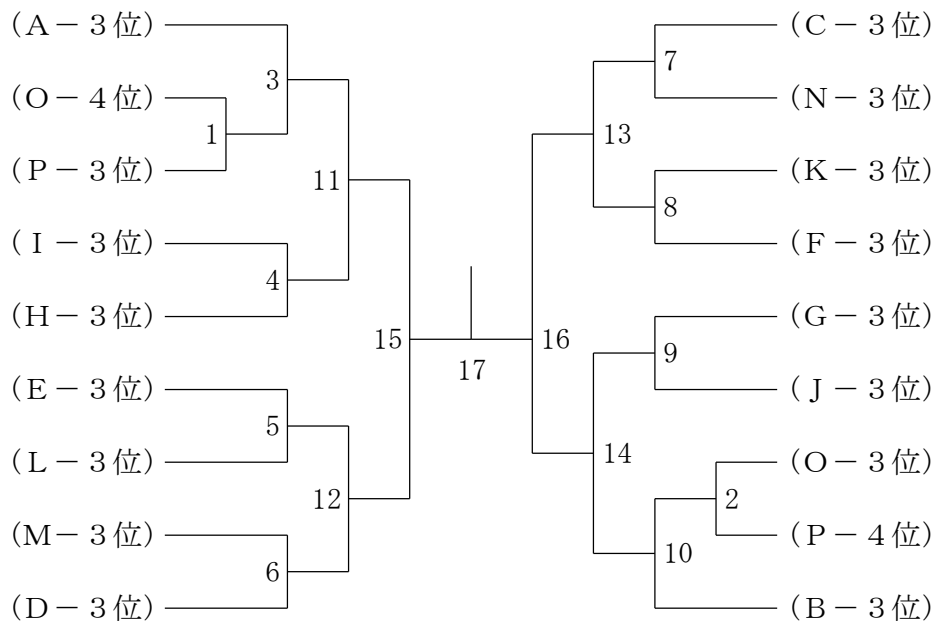 （Ａ－３位）
（Ｏ－４位）
（Ｐ－３位）
（Ｉ－３位）
（Ｈ－３位）
（Ｅ－３位）
（Ｌ－３位）
（Ｍ－３位）
（Ｄ－３位）
1
3
4
5
6
11
12
15
17
16
13
14
7
8
9
2
10
（Ｃ－３位）
（Ｎ－３位）
（Ｋ－３位）
（Ｆ－３位）
（Ｇ－３位）
（Ｊ－３位）
（Ｏ－３位）
（Ｐ－４位）
（Ｂ－３位）